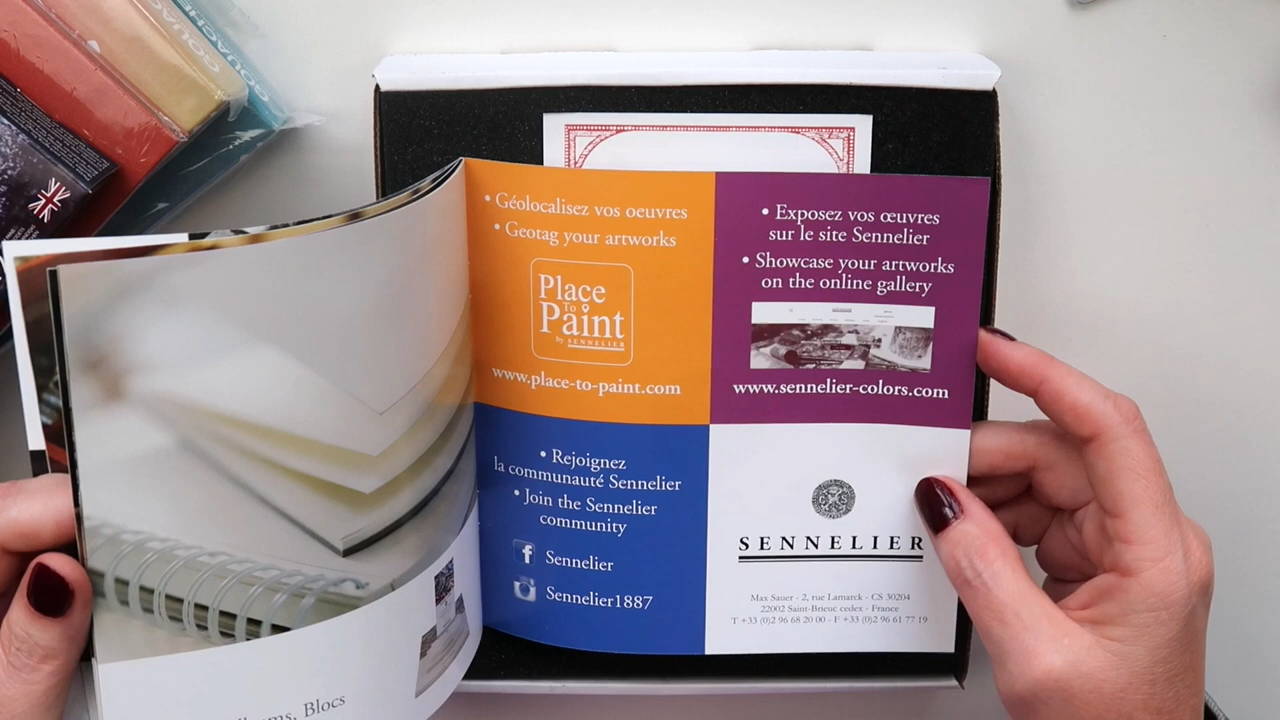 GOUACHE
GOUACHE
• Géolocalisez vos oeuvres
• Geotag your artworks
Place
To
Paint
by SENNELIER
www.place-to-paint.com
• Exposez vos œuvres
sur le site Sennelier
• Showcase your artworks
on the online gallery
www.sennelier-colors.com
• Rejoignez
la communauté Sennelier
• Join the Sennelier
community
Sennelier
Sennelier1887
SENNELIER
Max Sauer - 2, rue Lamarck - CS 30204
22002 Saint-Brieuc cedex - France
T +33 (0)2 96 68 20 00 - F +33 (0)2 96 61 77 19
Blocs